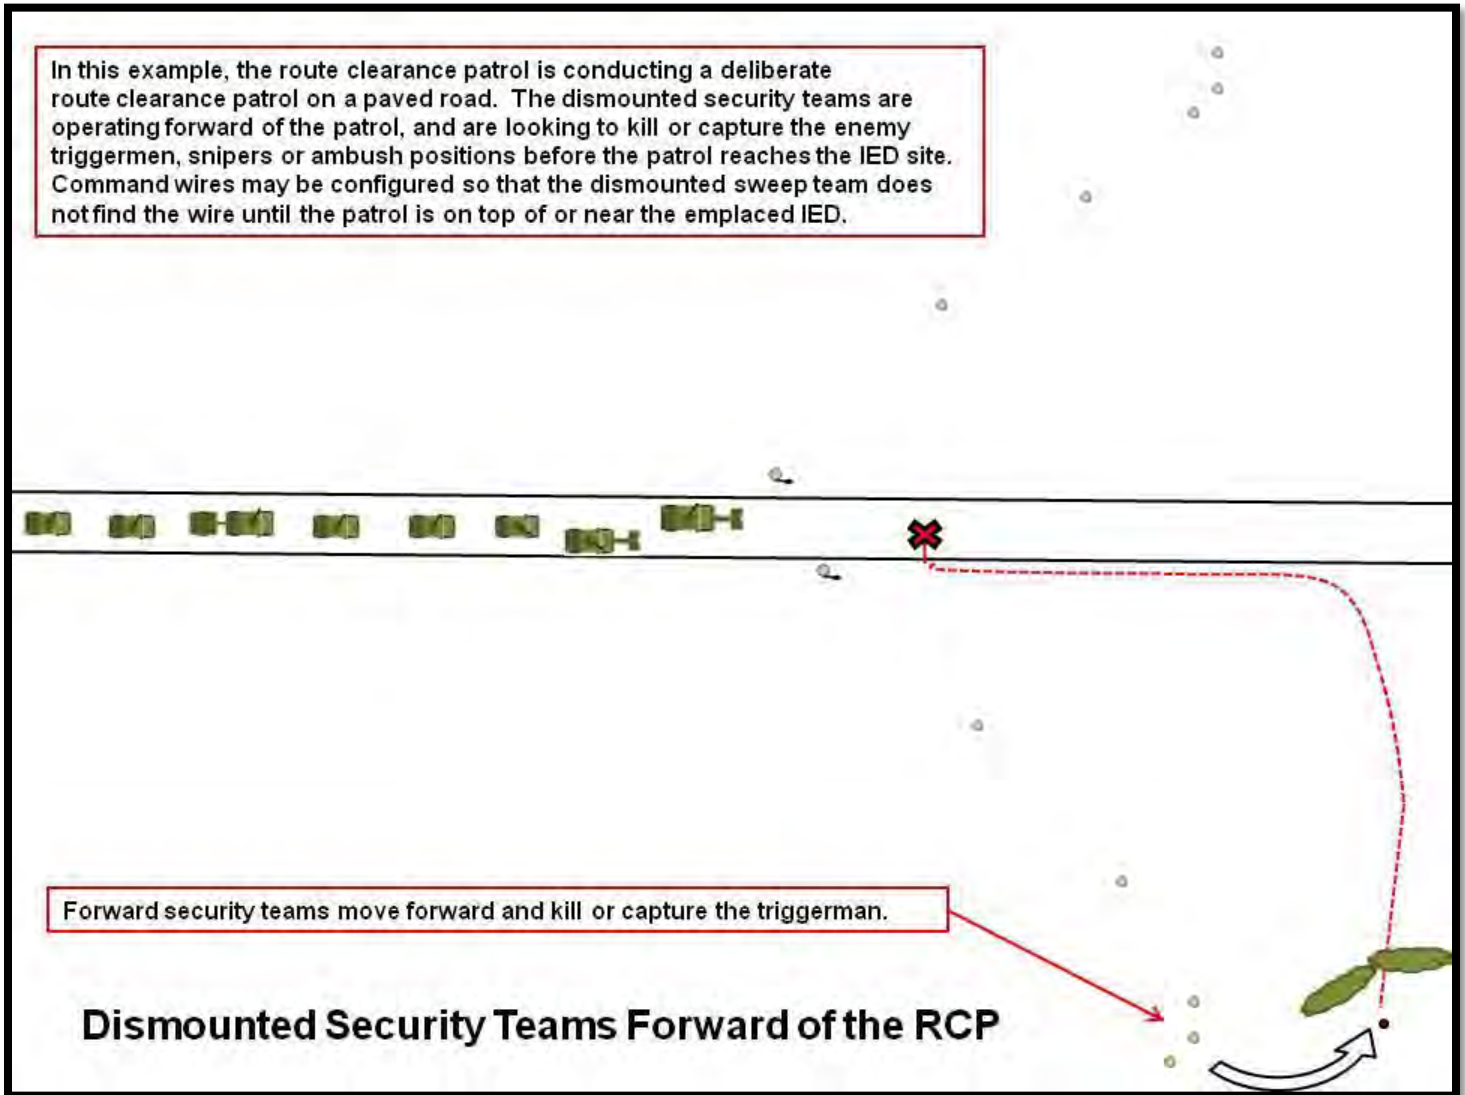 In this example, the route clearance patrol is conducting a deliberate
route clearance patrol on a paved road.  The dismounted security teams are
operating forward of the patrol, and are looking to kill or capture the enemy
triggermen, snipers or ambush positions before the patrol reaches the IED site.
Command wires may be configured so that the dismounted sweep team does
not find the wire until the patrol is on top of or near the emplaced IED.
Forward security teams move forward and kill or capture the triggerman.
Dismounted Security Teams Forward of the RCP